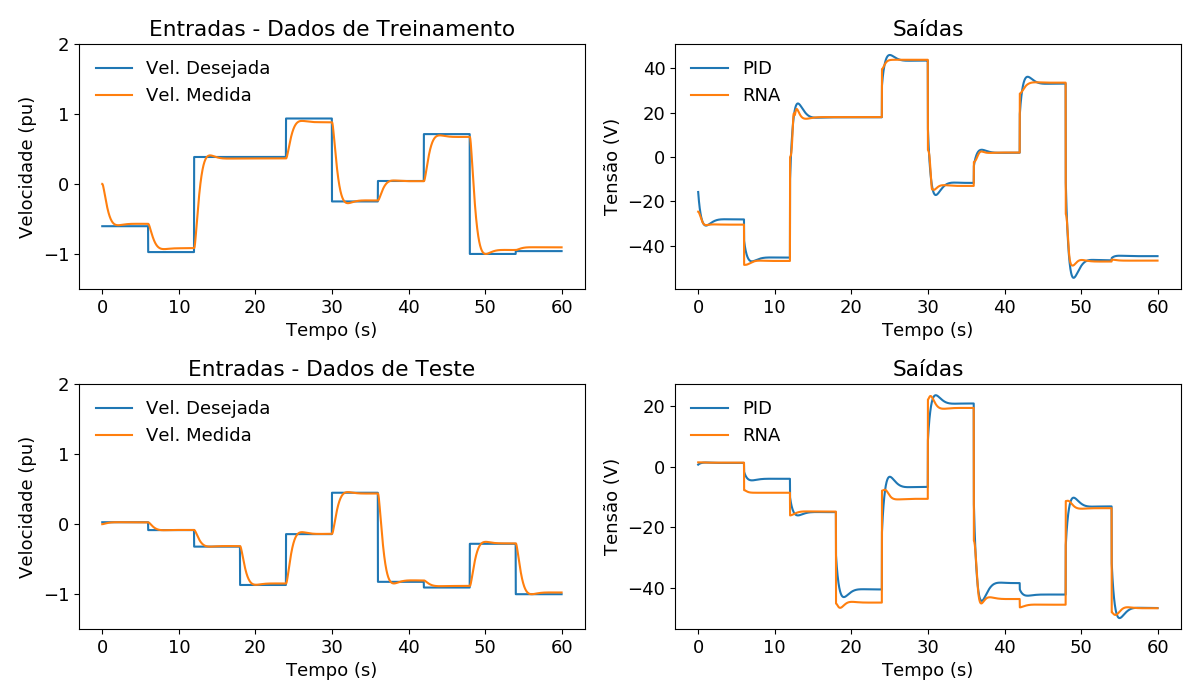 Entradas - Dados de Treinamento
Vel. Desejada
Vel. Medida
Velocidade (pu)
2
1
0
−1
0 10 20 30 40 50 60
Tempo (s)
Saídas
PID
RNA
Tensão (V)
40
20
0
−20
−40
0 10 20 30 40 50 60
Tempo (s)
Entradas - Dados de Teste
Vel. Desejada
Vel. Medida
Velocidade (pu)
2
1
0
−1
0 10 20 30 40 50 60
Tempo (s)
Saídas
PID
RNA
Tensão (V)
20
0
−20
−40
0 10 20 30 40 50 60
Tempo (s)